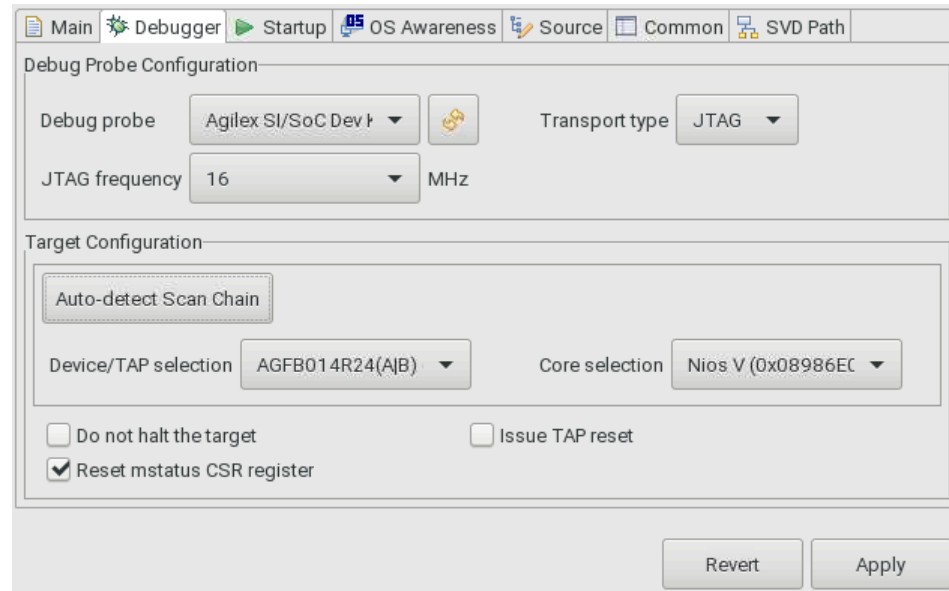 Main Debugger Startup OS Awareness Source Common SVD Path
Debug Probe Configuration
Debug probe Agilex SI/SoC Dev Transport type JTAG
JTAG frequency 16 MHz
Target Configuration
Auto-detect Scan Chain
Device/TAP selection AGFB014R24(A|B) Core selection Nios V (0x08986E
Do not halt the target Issue TAP reset
Reset mstatus CSR register
Revert Apply